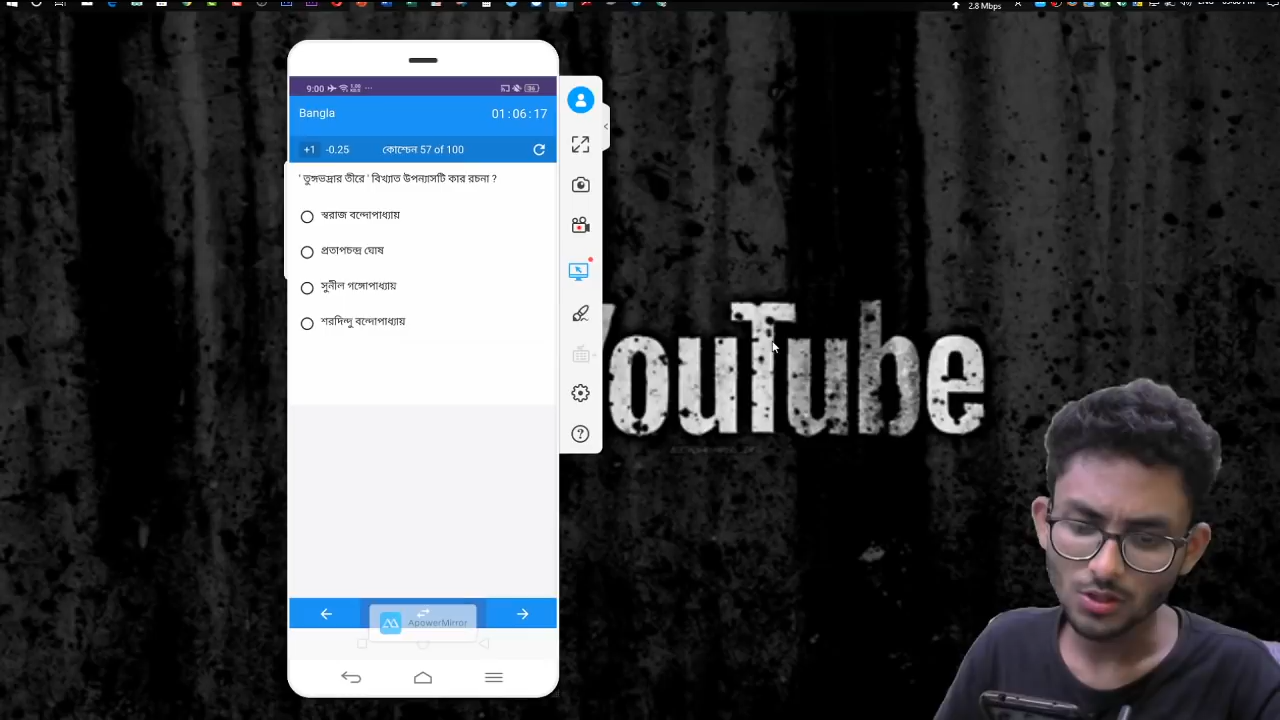 2.8 Mbps
9:00
Bangla
01:06:17
+1 -0.25 কোশ্চেন 57 of 100
' তুঙ্গভদ্রার তীরে ' বিখ্যাত উপন্যাসটি কার রচনা ?
স্বরাজ বন্দোপাধ্যায়
প্রতাপচন্দ্র ঘোষ
সুনীল গঙ্গোপাধ্যায়
শরদিন্দু বন্দোপাধ্যায়
YouTube
ApowerMirror